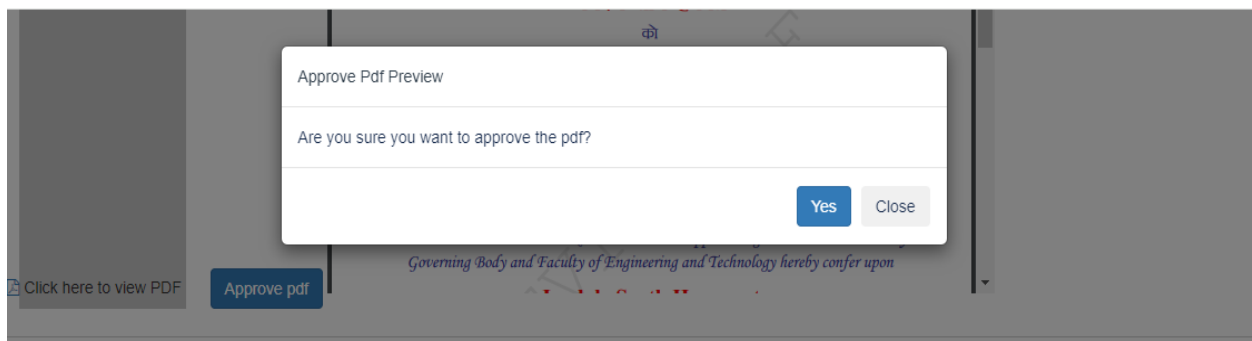 को
Approve Pdf Preview
Are you sure you want to approve the pdf?
Yes
Close
Governing Body and Faculty of Engineering and Technology hereby confer upon
Click here to view PDF
Approve pdf